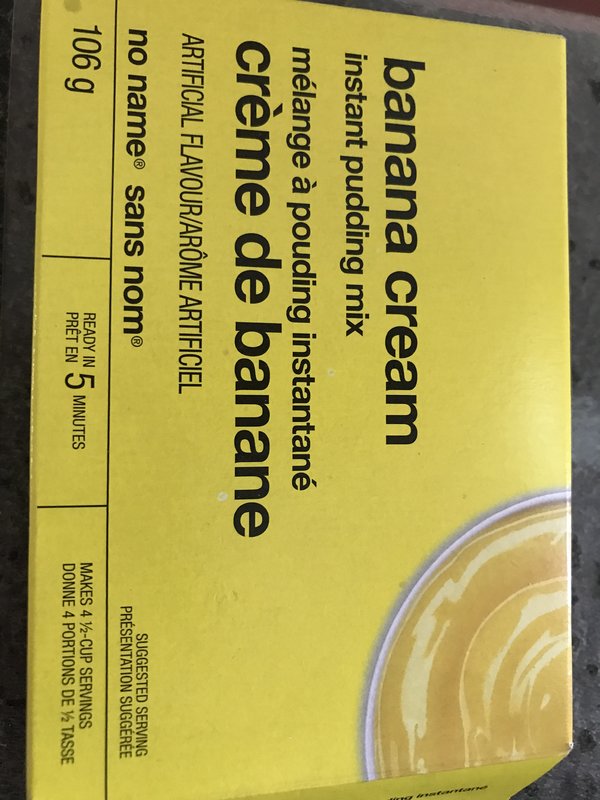 banana cream
instant pudding mix
mélange à pouding instantané
crème de banane
ARTIFICIAL FLAVOUR/ARÔME ARTIFICIEL
no name® sans nom®
SUGGESTED SERVING
PRÉSENTATION SUGGÉRÉE
106 g
READY IN
PRÊT EN 5 MINUTES
MAKES 4 ½-CUP SERVINGS
DONNE 4 PORTIONS DE ½ TASSE
ding instantané